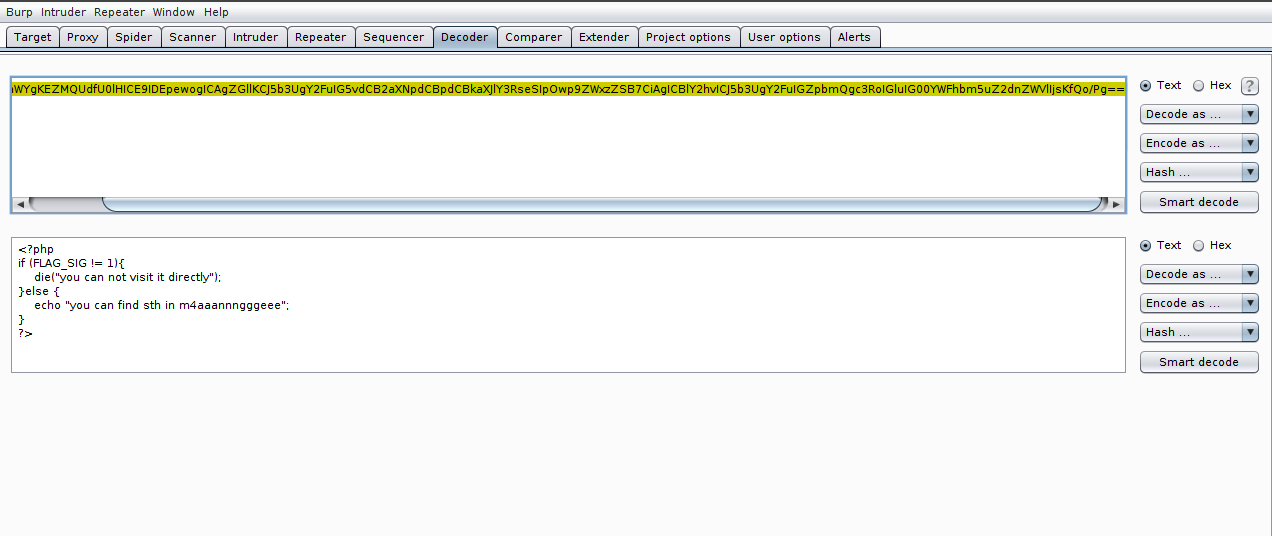 Burp Intruder Repeater Window Help
Target Proxy Spider Scanner Intruder Repeater Sequencer Decoder Comparer Extender Project options User options Alerts
WYgKEZMQUdfU0lHICE9IDEpewogICAgZGllKCJ5b3UgY2FuIG5vdCB2aXNpdCBpdCBkaXJlY3RseSIpOwp9ZWxzZSB7CiAgICBlY2hvICJ5b3UgY2FuIGZpbmQgc3RoIGluIG00YWFhbm5uZ2dnZWVlIjsKfQo/Pg==
Text Hex ?
Decode as ...
Encode as ...
Hash ...
Smart decode
<?php
if (FLAG_SIG != 1){
    die("you can not visit it directly");
}else {
    echo "you can find sth in m4aaannngggeee";
}
?>
Text Hex
Decode as ...
Encode as ...
Hash ...
Smart decode